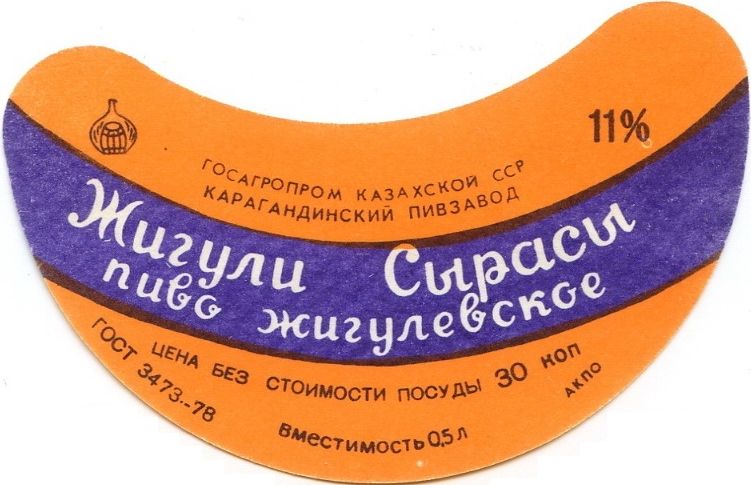 11%
ГОСАГРОПРОМ КАЗАХСКОЙ ССР
КАРАГАНДИНСКИЙ ПИВЗАВОД
Жигули Сырасы
пиво жигулевское
ЦЕНА БЕЗ СТОИМОСТИ ПОСУДЫ 30 КОП
ГОСТ 3473-78
Вместимость 0,5 л
АКПО